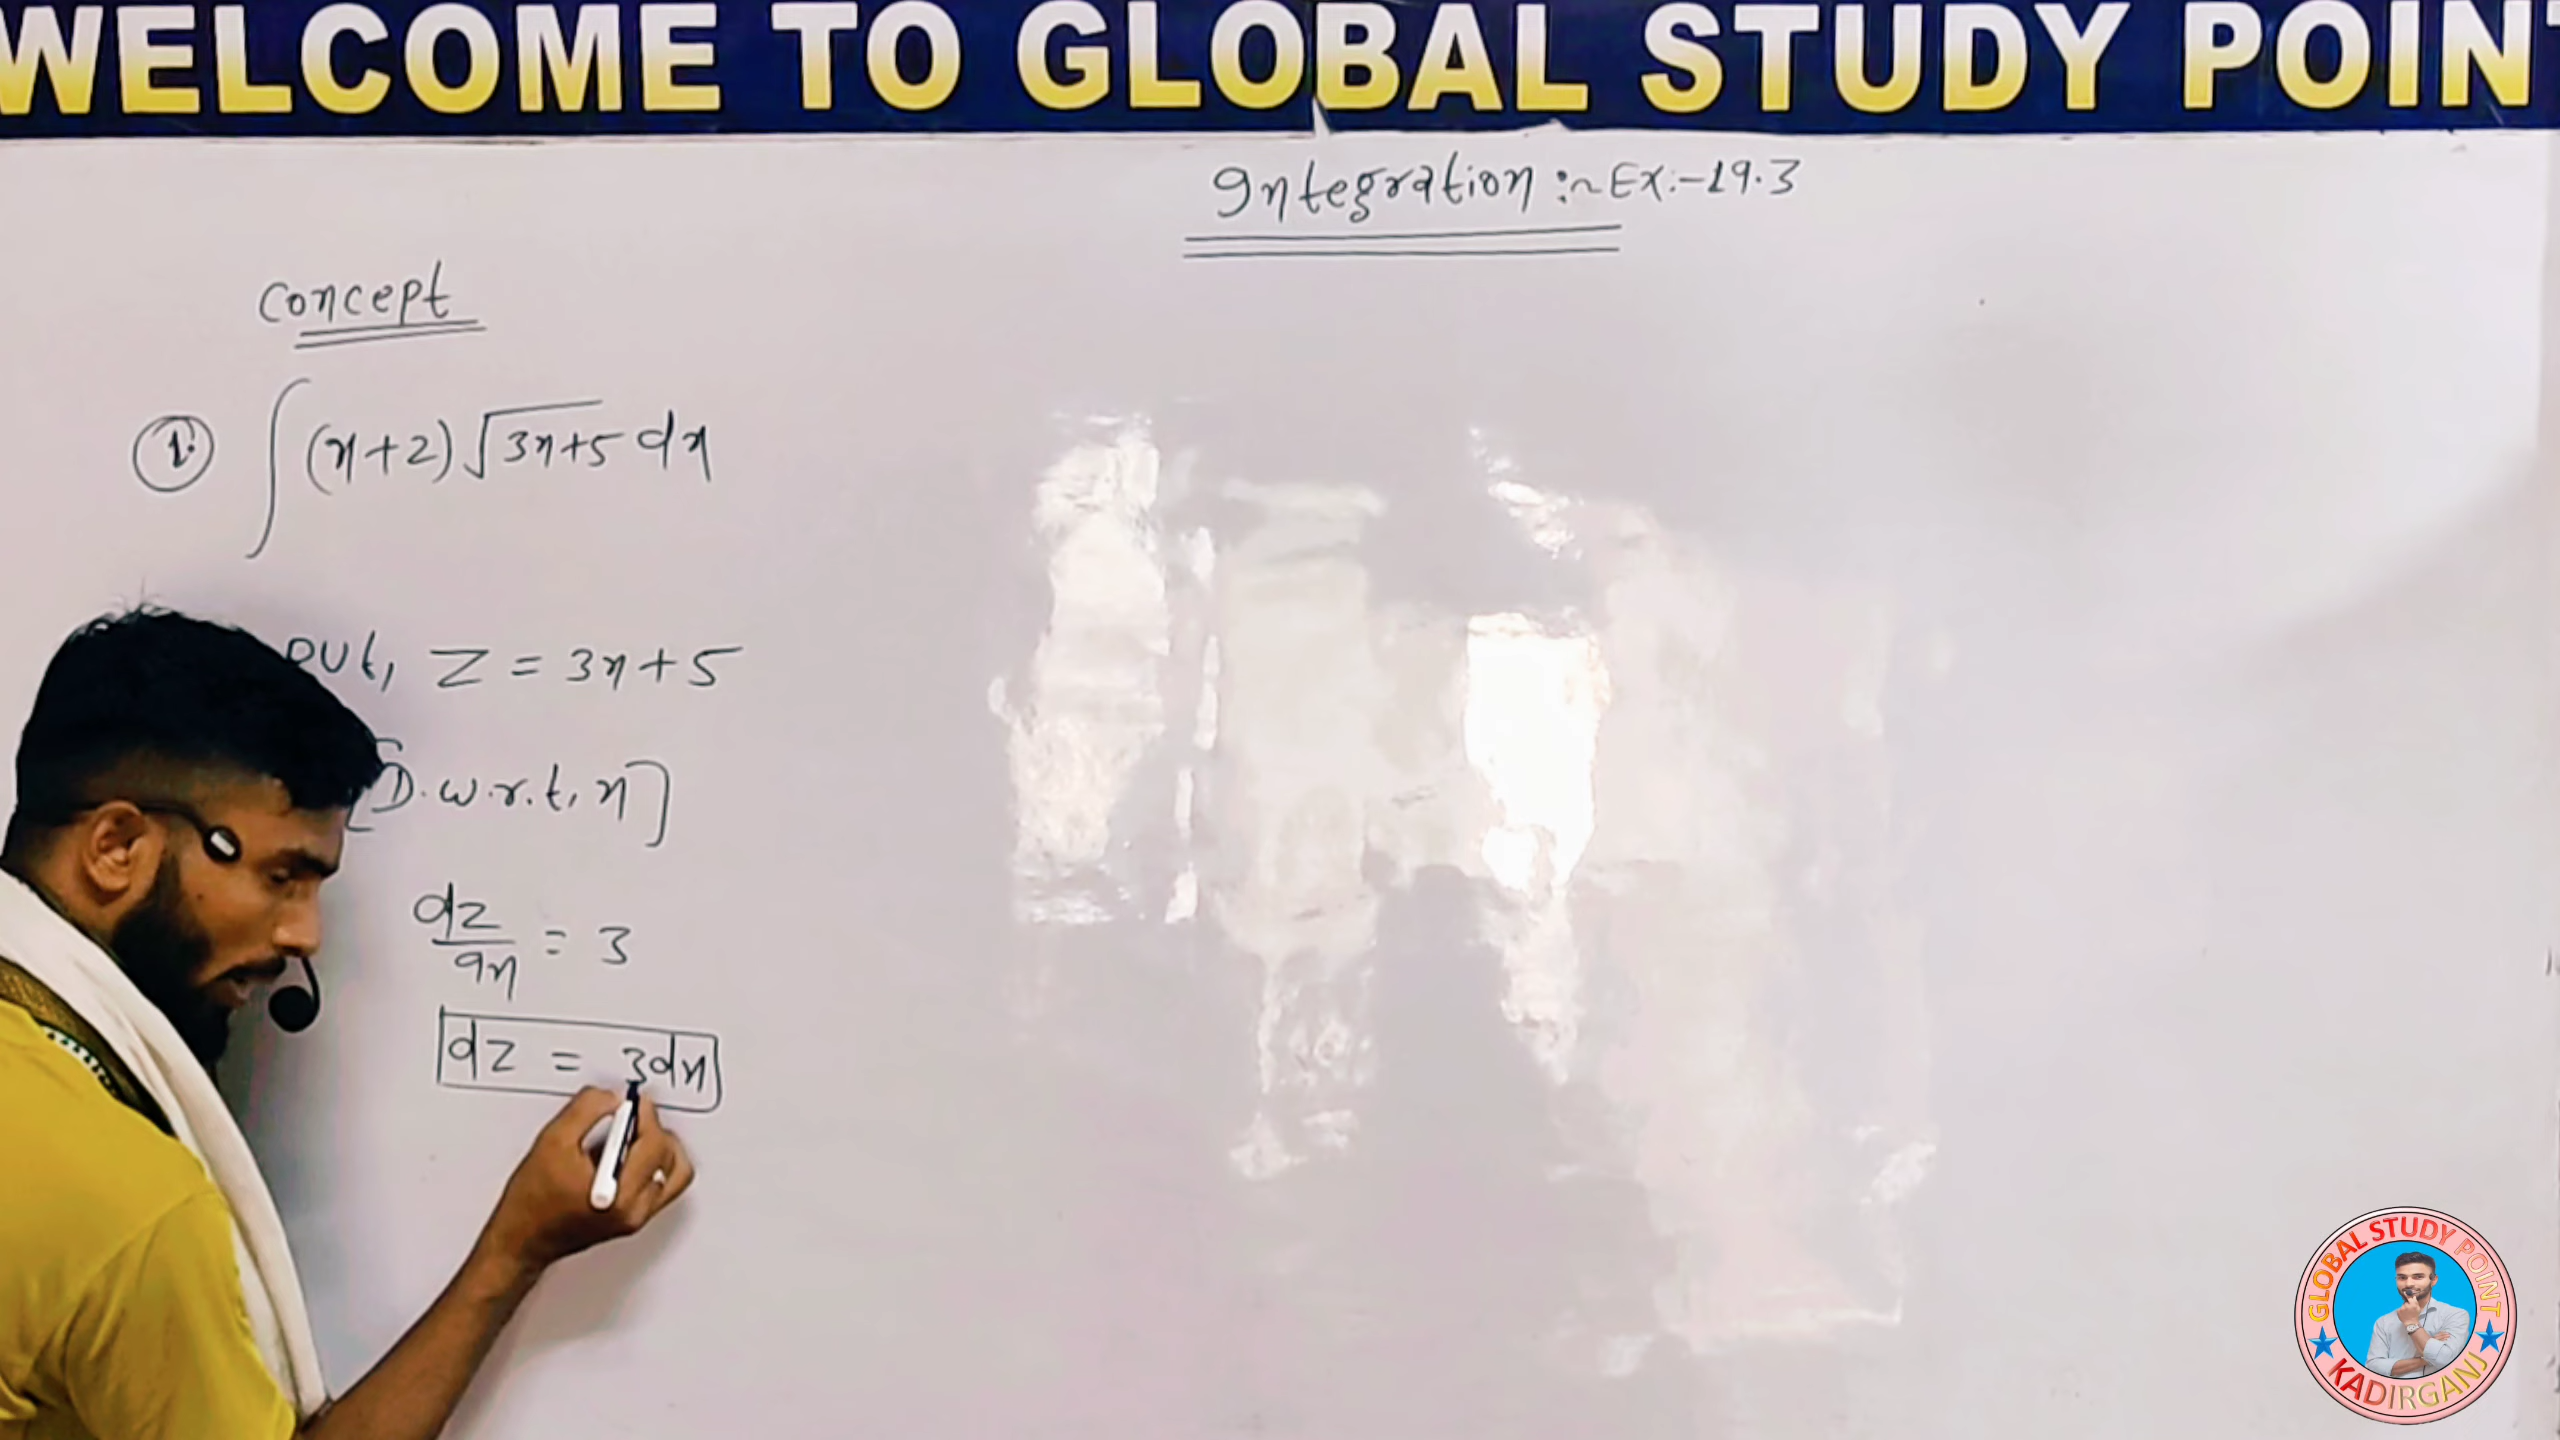 WELCOME TO GLOBAL STUDY POINT
Integration :~ Ex:-19.3
Concept
1. ∫(x+2)√3x+5 dx
put, Z = 3x+5
[D.w.r.t, x]
dz/dx = 3
dz = 3dx
GLOBAL STUDY POINT
KADIRGANJ